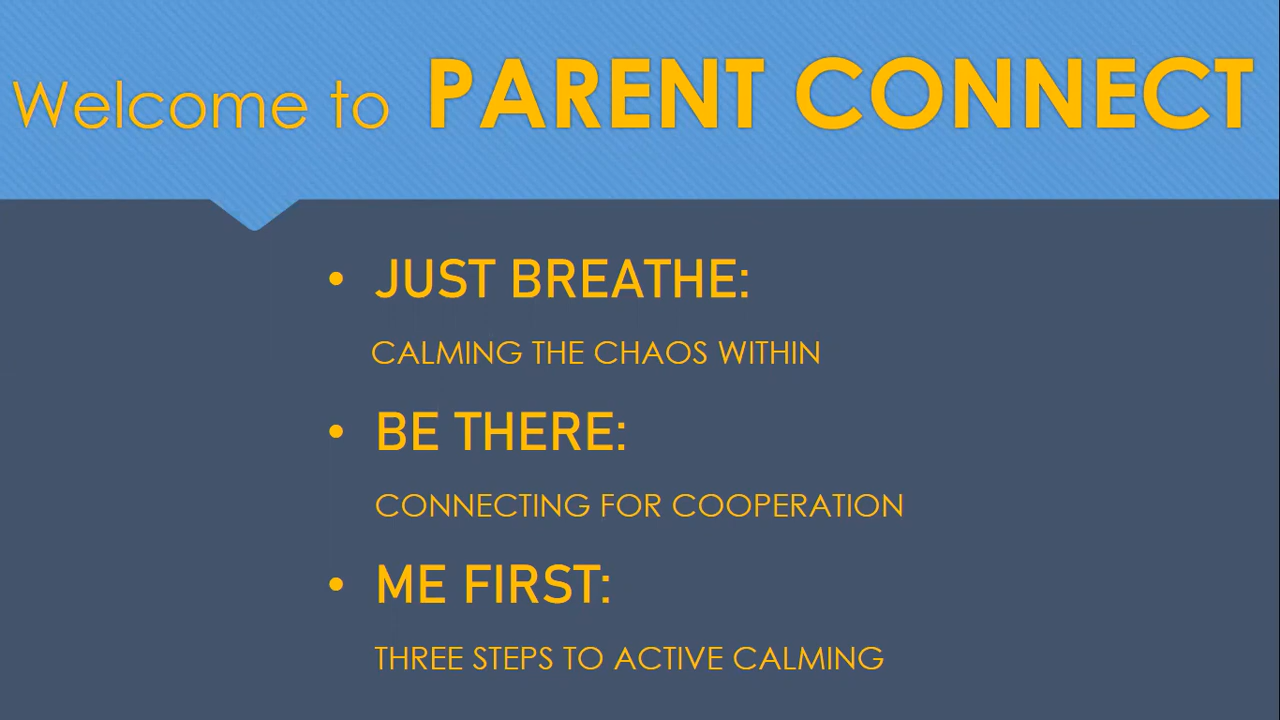 Welcome to PARENT CONNECT
• JUST BREATHE:
CALMING THE CHAOS WITHIN
• BE THERE:
CONNECTING FOR COOPERATION
• ME FIRST:
THREE STEPS TO ACTIVE CALMING